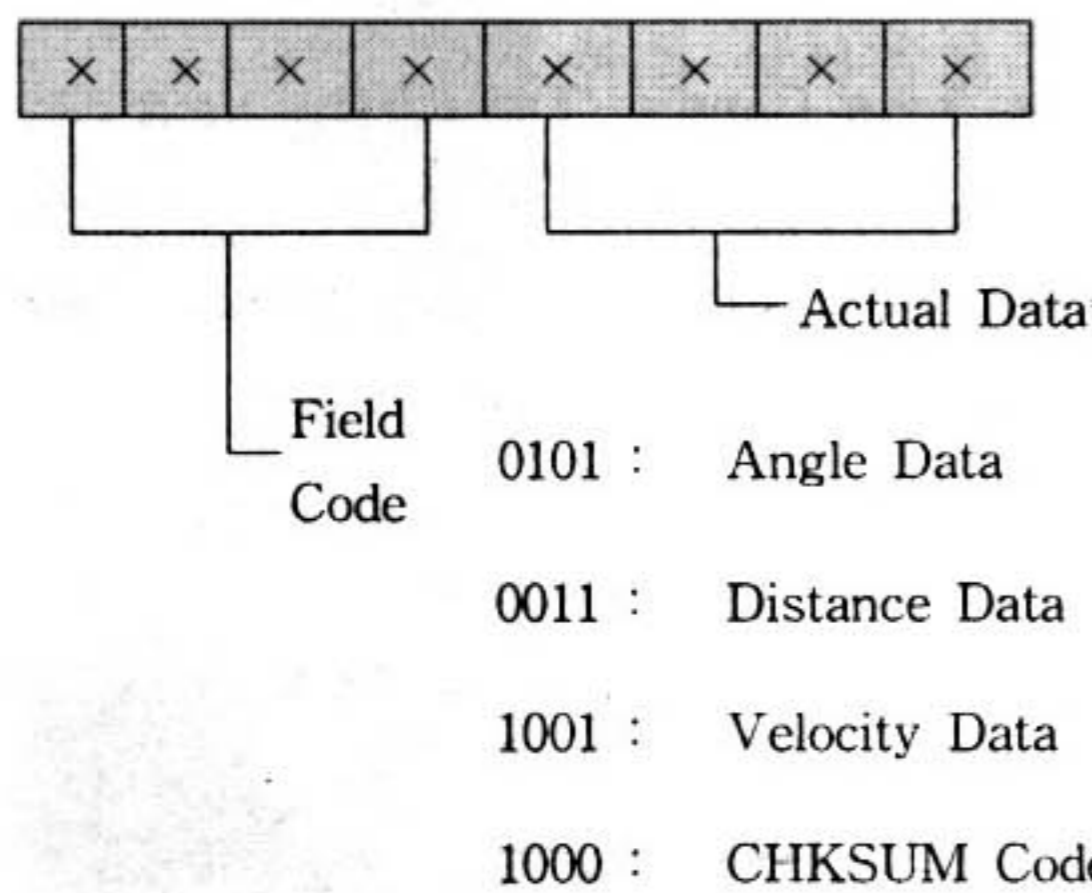 × × × × × × × ×
Actual Data
Field
Code
0101 : Angle Data
0011 : Distance Data
1001 : Velocity Data
1000 : CHKSUM Code